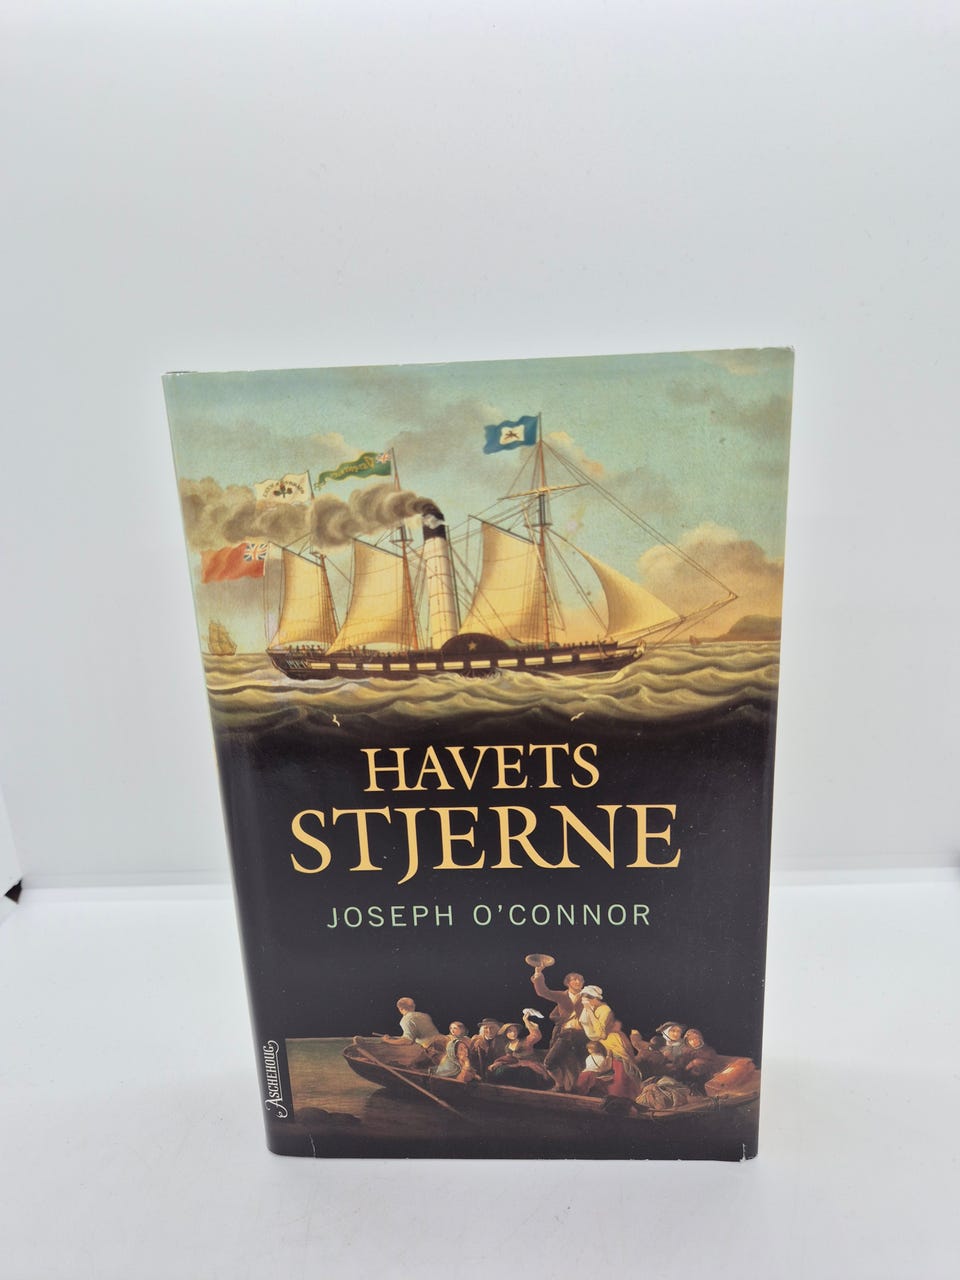 HAVETS
STJERNE
JOSEPH O'CONNOR
ASCHEHOUG